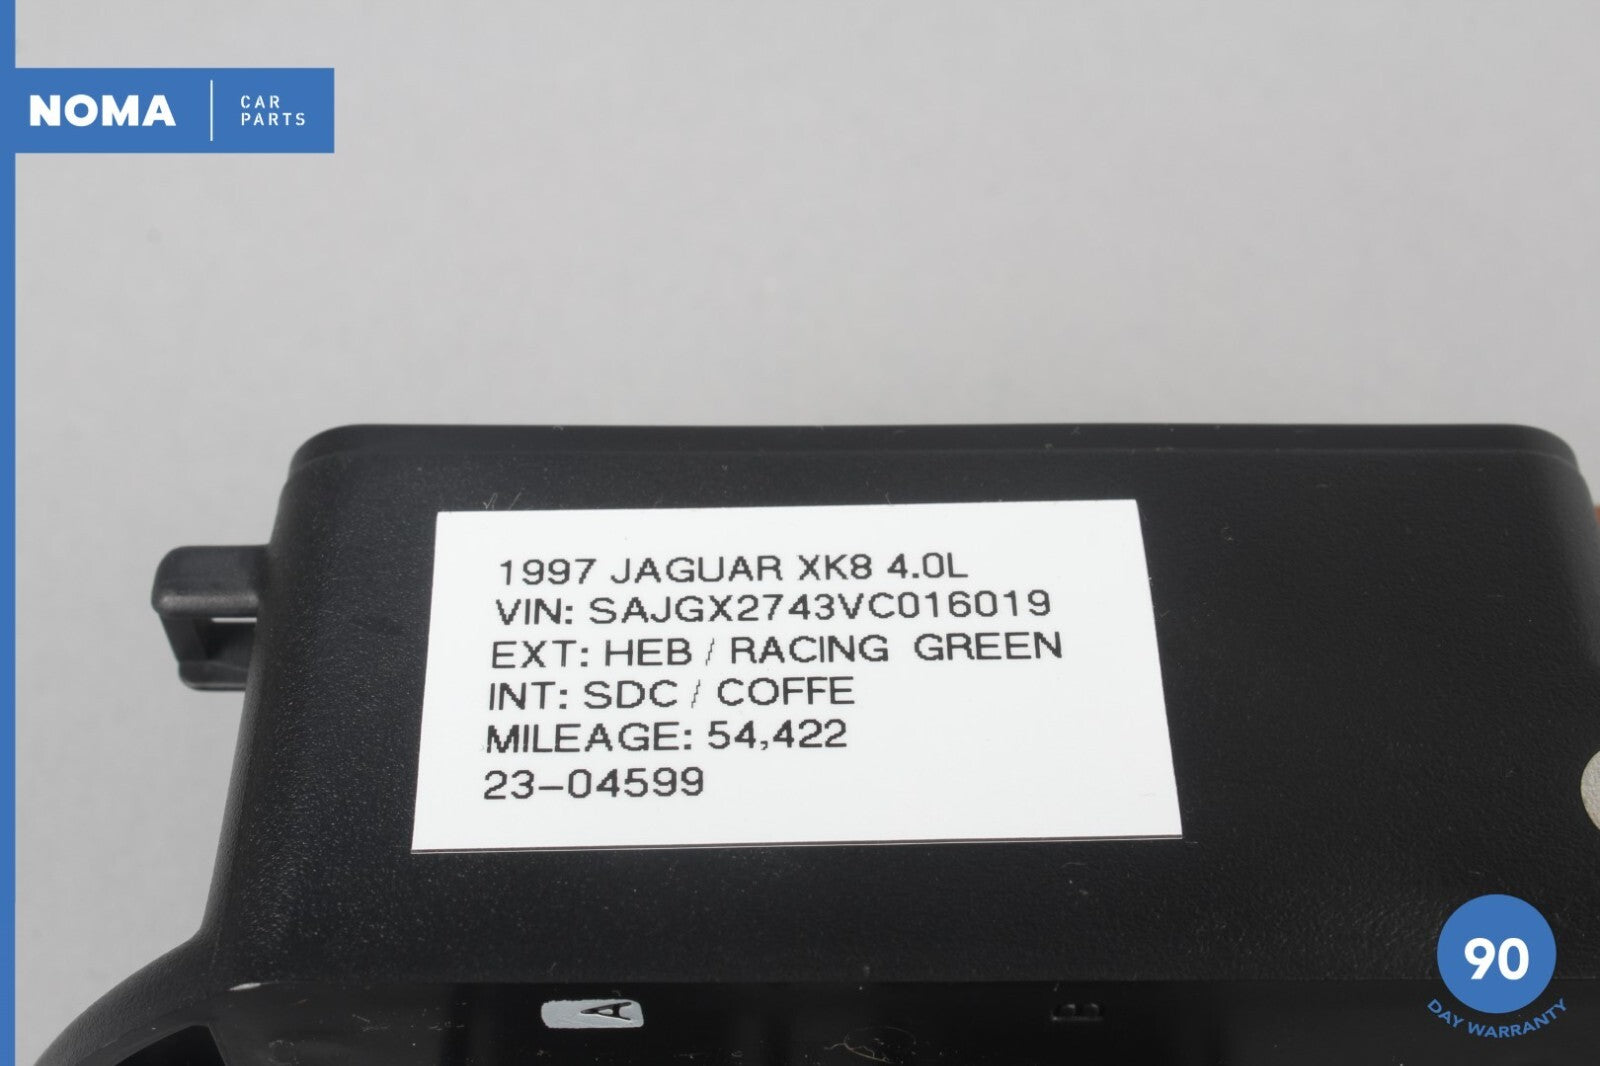 NOMA
CAR
PARTS
1997 JAGUAR XK8 4.0L
VIN: SAJGX2743VC016019
EXT: HEB / RACING GREEN
INT: SDC / COFFE
MILEAGE: 54,422
23-04599
A
B
90
DAY WARRANTY